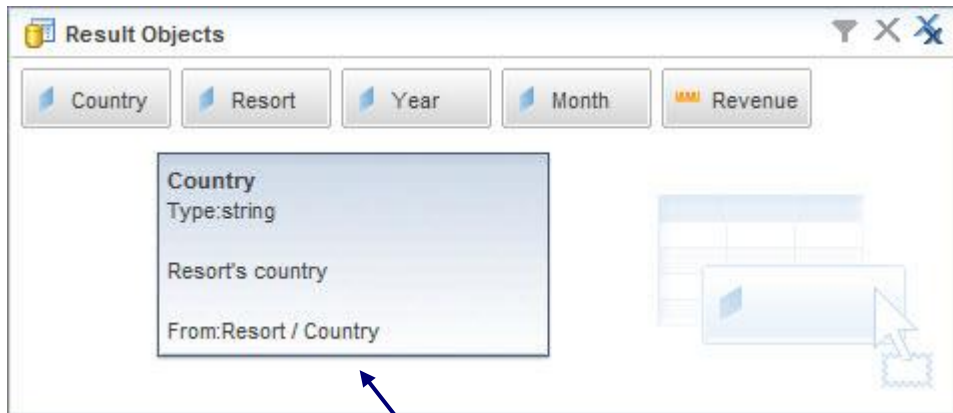 Result Objects
Country Resort Year Month Revenue
Country
Type:string
Resort's country
From:Resort / Country